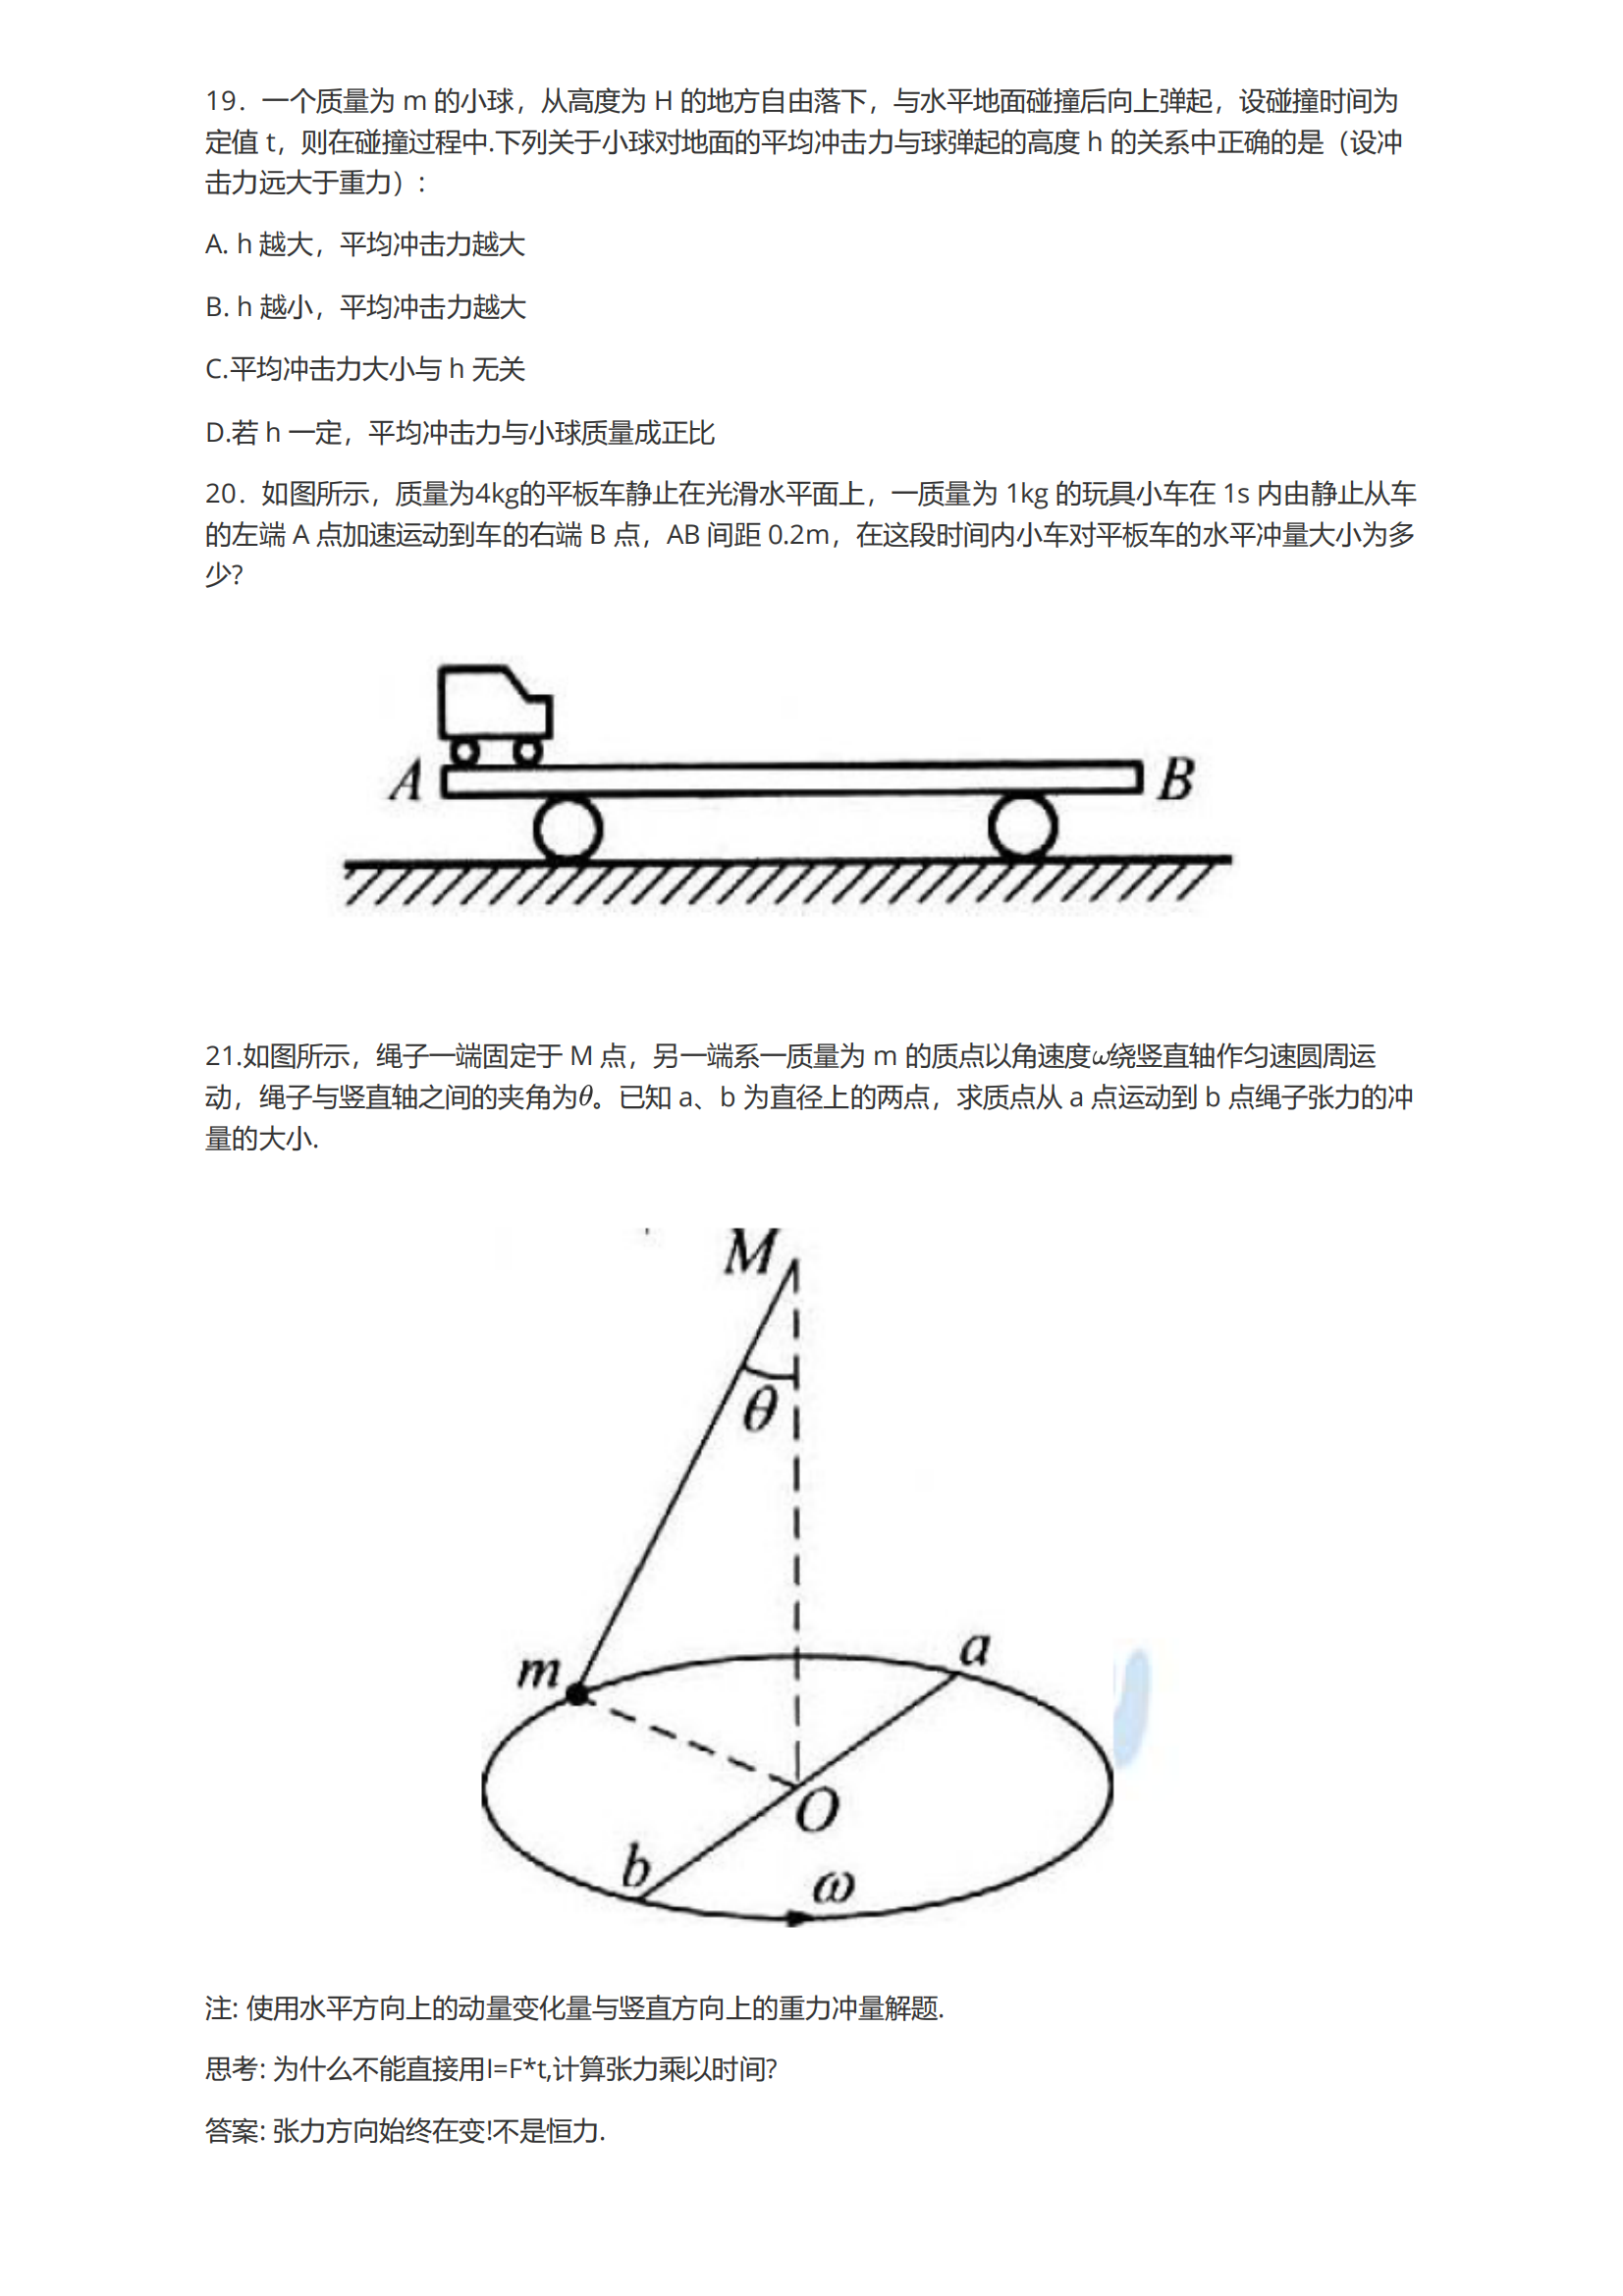 19．一个质量为 m 的小球，从高度为 H 的地方自由落下，与水平地面碰撞后向上弹起，设碰撞时间为
定值 t，则在碰撞过程中.下列关于小球对地面的平均冲击力与球弹起的高度 h 的关系中正确的是（设冲
击力远大于重力）:
A. h 越大，平均冲击力越大
B. h 越小，平均冲击力越大
C.平均冲击力大小与 h 无关
D.若 h 一定，平均冲击力与小球质量成正比
20．如图所示，质量为4kg的平板车静止在光滑水平面上，一质量为 1kg 的玩具小车在 1s 内由静止从车
的左端 A 点加速运动到车的右端 B 点，AB 间距 0.2m，在这段时间内小车对平板车的水平冲量大小为多
少?
A
B
21.如图所示，绳子一端固定于 M 点，另一端系一质量为 m 的质点以角速度ω绕竖直轴作匀速圆周运
动，绳子与竖直轴之间的夹角为θ。已知 a、b 为直径上的两点，求质点从 a 点运动到 b 点绳子张力的冲
量的大小.
M
θ
a
m
O
b
ω
注: 使用水平方向上的动量变化量与竖直方向上的重力冲量解题.
思考: 为什么不能直接用I=F*t,计算张力乘以时间?
答案: 张力方向始终在变!不是恒力.